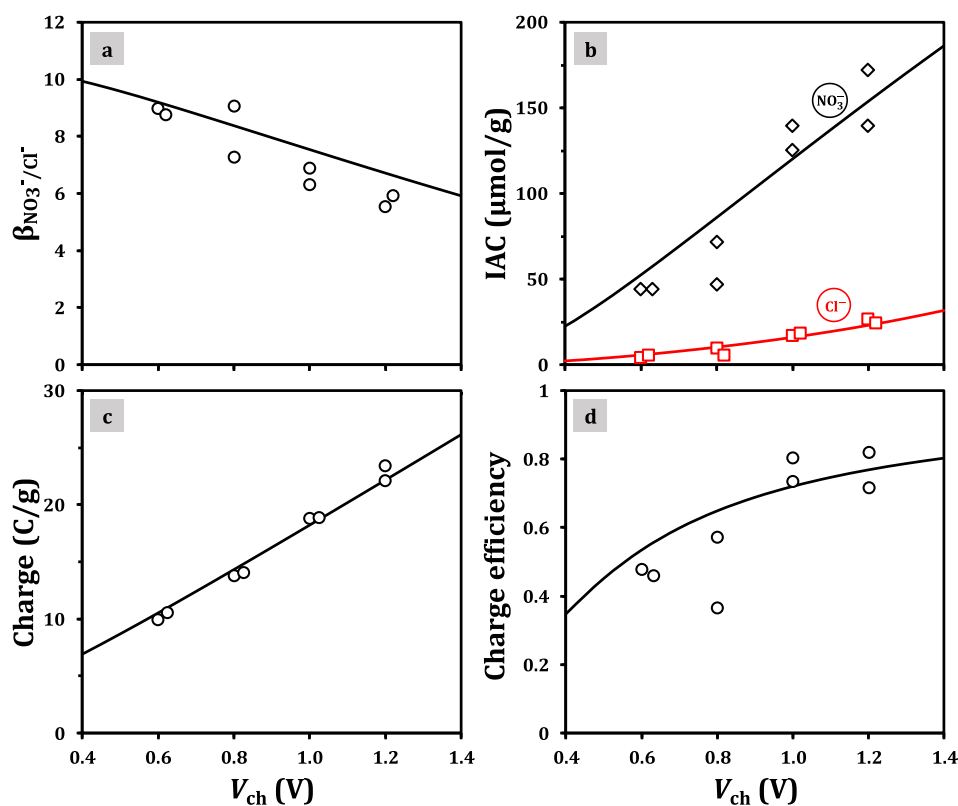 a
12
10
8
6
4
2
0
βNO₃⁻/Cl⁻
b
200
150
100
50
0
IAC (μmol/g)
NO₃⁻
Cl⁻
c
30
20
10
0
Charge (C/g)
0.4 0.6 0.8 1.0 1.2 1.4
Vch (V)
d
1
0.8
0.6
0.4
0.2
0
Charge efficiency
0.4 0.6 0.8 1.0 1.2 1.4
Vch (V)